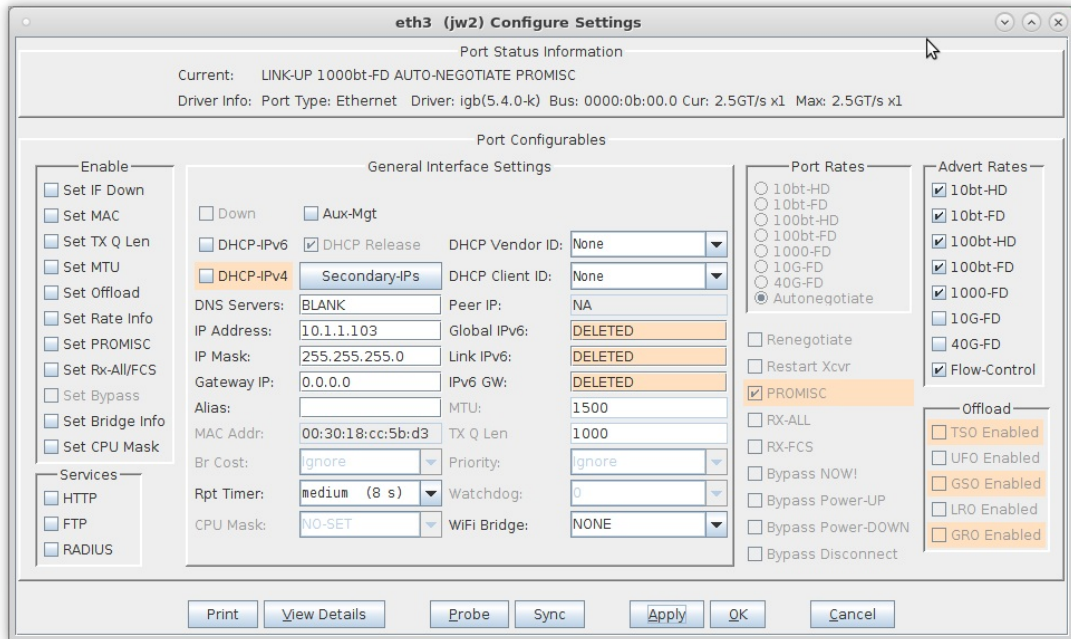 eth3 (jw2) Configure Settings
Port Status Information
Current: LINK-UP 1000bt-FD AUTO-NEGOTIATE PROMISC
Driver Info: Port Type: Ethernet Driver: igb(5.4.0-k) Bus: 0000:0b:00.0 Cur: 2.5GT/s x1 Max: 2.5GT/s x1
Port Configurables
Enable
Set IF Down
Set MAC
Set TX Q Len
Set MTU
Set Offload
Set Rate Info
Set PROMISC
Set Rx-All/FCS
Set Bypass
Set Bridge Info
Set CPU Mask
Services
HTTP
FTP
RADIUS
General Interface Settings
Down Aux-Mgt
DHCP-IPv6 DHCP Release DHCP Vendor ID: None
DHCP-IPv4 Secondary-IPs DHCP Client ID: None
DNS Servers: BLANK Peer IP: NA
IP Address: 10.1.1.103 Global IPv6: DELETED
IP Mask: 255.255.255.0 Link IPv6: DELETED
Gateway IP: 0.0.0.0 IPv6 GW: DELETED
Alias: MTU: 1500
MAC Addr: 00:30:18:cc:5b:d3 TX Q Len 1000
Br Cost: Ignore Priority: Ignore
Rpt Timer: medium (8 s) Watchdog: 0
CPU Mask: NO-SET WiFi Bridge: NONE
Port Rates
10bt-HD
10bt-FD
100bt-HD
100bt-FD
1000-FD
10G-FD
40G-FD
Autonegotiate
Renegotiate
Restart Xcvr
PROMISC
RX-ALL
RX-FCS
Bypass NOW!
Bypass Power-UP
Bypass Power-DOWN
Bypass Disconnect
Advert Rates
10bt-HD
10bt-FD
100bt-HD
100bt-FD
1000-FD
10G-FD
40G-FD
Flow-Control
Offload
TSO Enabled
UFO Enabled
GSO Enabled
LRO Enabled
GRO Enabled
Print View Details Probe Sync Apply OK Cancel